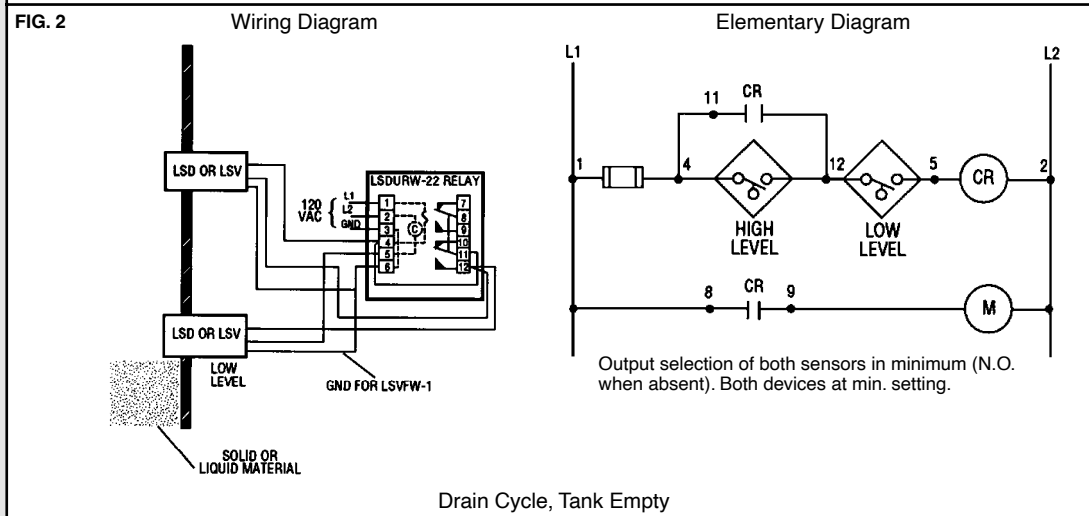 FIG. 2
Wiring Diagram
Elementary Diagram
LSD OR LSV
LSDURW-22 RELAY
120
VAC
L1
L2
GND
1
2
3
4
5
6
C
7
8
9
10
11
12
LSD OR LSV
LOW
LEVEL
GND FOR LSVFW-1
SOLID OR
LIQUID MATERIAL
L1
L2
11
CR
1
4
12
5
CR
2
HIGH
LEVEL
LOW
LEVEL
8
CR
9
M
Output selection of both sensors in minimum (N.O.
when absent). Both devices at min. setting.
Drain Cycle, Tank Empty